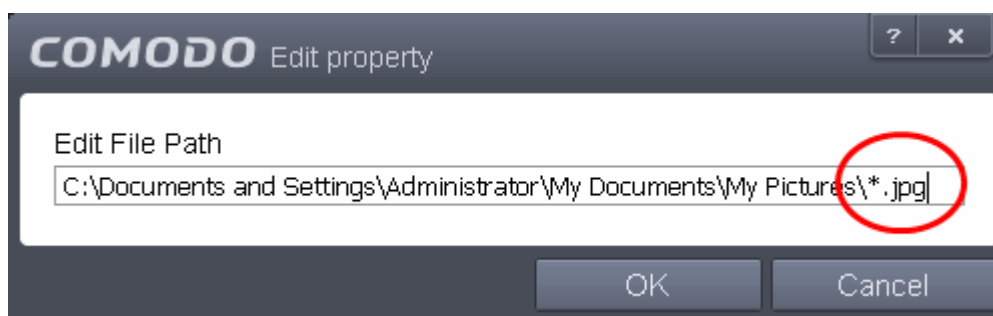 COMODO Edit property ? x
Edit File Path
C:\Documents and Settings\Administrator\My Documents\My Pictures\*.jpg
OK Cancel